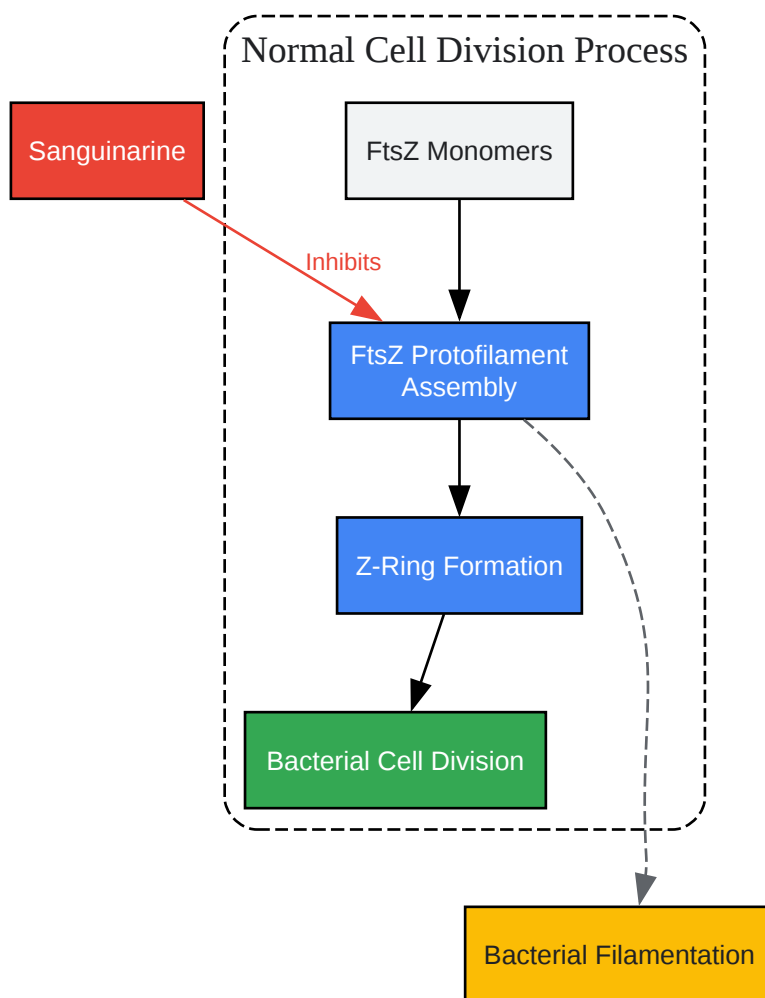 Normal Cell Division Process
Sanguinarine
FtsZ Monomers
Inhibits
FtsZ Protofilament
Assembly
Z-Ring Formation
Bacterial Cell Division
Bacterial Filamentation